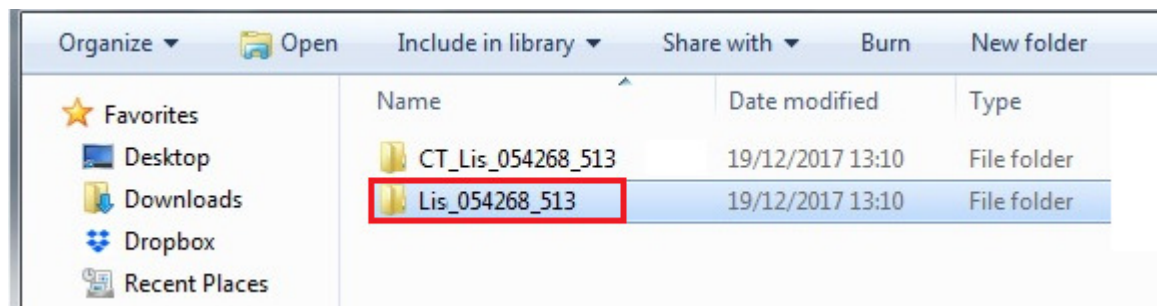 Organize Open Include in library Share with Burn New folder
Favorites
Desktop
Downloads
Dropbox
Recent Places
Name Date modified Type
CT_Lis_054268_513 19/12/2017 13:10 File folder
Lis_054268_513 19/12/2017 13:10 File folder